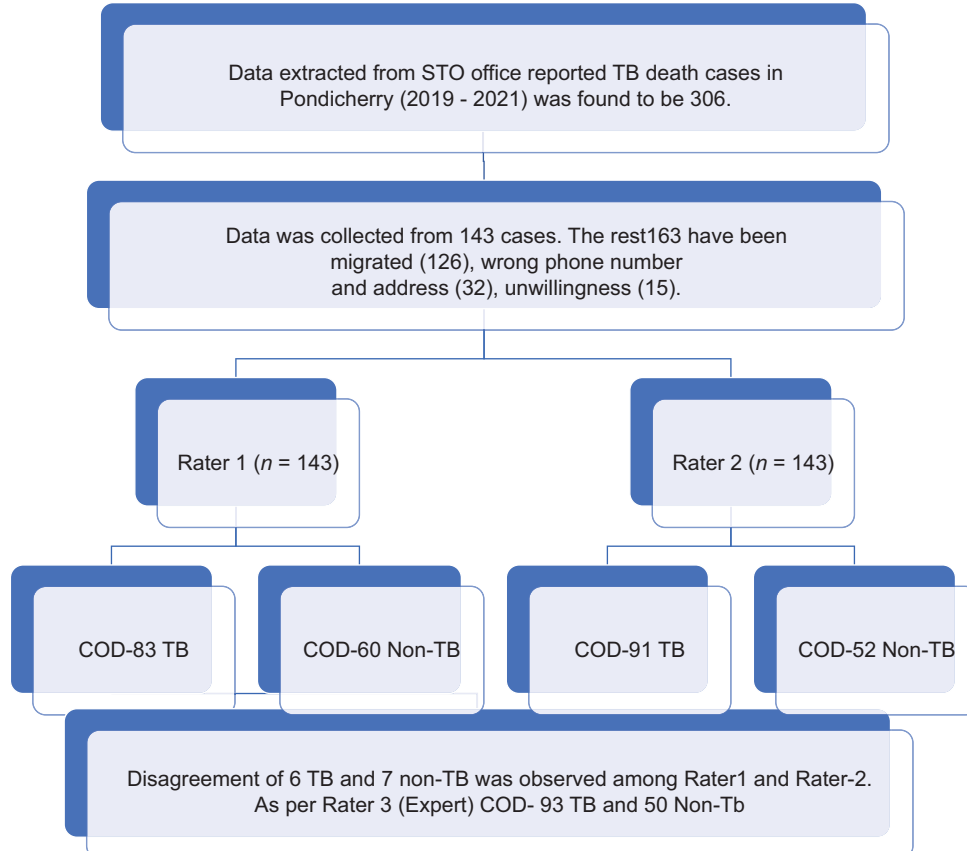 Data extracted from STO office reported TB death cases in
Pondicherry (2019 - 2021) was found to be 306.
Data was collected from 143 cases. The rest163 have been
migrated (126), wrong phone number
and address (32), unwillingness (15).
Rater 1 (n = 143)
Rater 2 (n = 143)
COD-83 TB
COD-60 Non-TB
COD-91 TB
COD-52 Non-TB
Disagreement of 6 TB and 7 non-TB was observed among Rater1 and Rater-2.
As per Rater 3 (Expert) COD- 93 TB and 50 Non-Tb